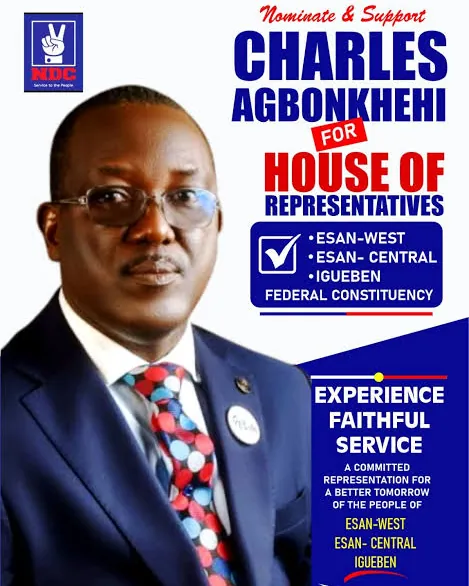 NDC
Service to the People
Nominate & Support
CHARLES
AGBONKHEHI
FOR
HOUSE OF
REPRESENTATIVES
•ESAN-WEST
•ESAN- CENTRAL
•IGUEBEN
FEDERAL CONSTITUENCY
EXPERIENCE
FAITHFUL
SERVICE
A COMMITTED
REPRESENTATION FOR
A BETTER TOMORROW
OF THE PEOPLE OF
ESAN-WEST
ESAN- CENTRAL
IGUEBEN